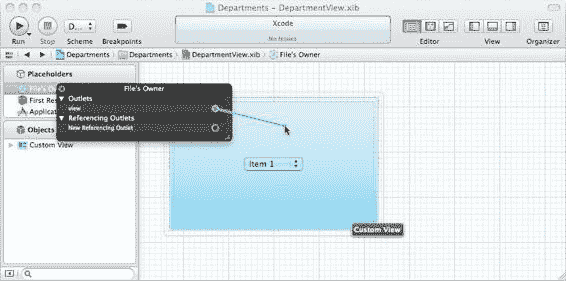 Departments – DepartmentView.xib
Run
Stop
D...
Scheme
Breakpoints
Xcode
No Issues
Editor
View
Organizer
Departments
Departments
DepartmentView.xib
File's Owner
Placeholders
File's O
First Res
Applicat
Objects
Custom View
File's Owner
Outlets
view
Referencing Outlets
New Referencing Outlet
Item 1
Custom View